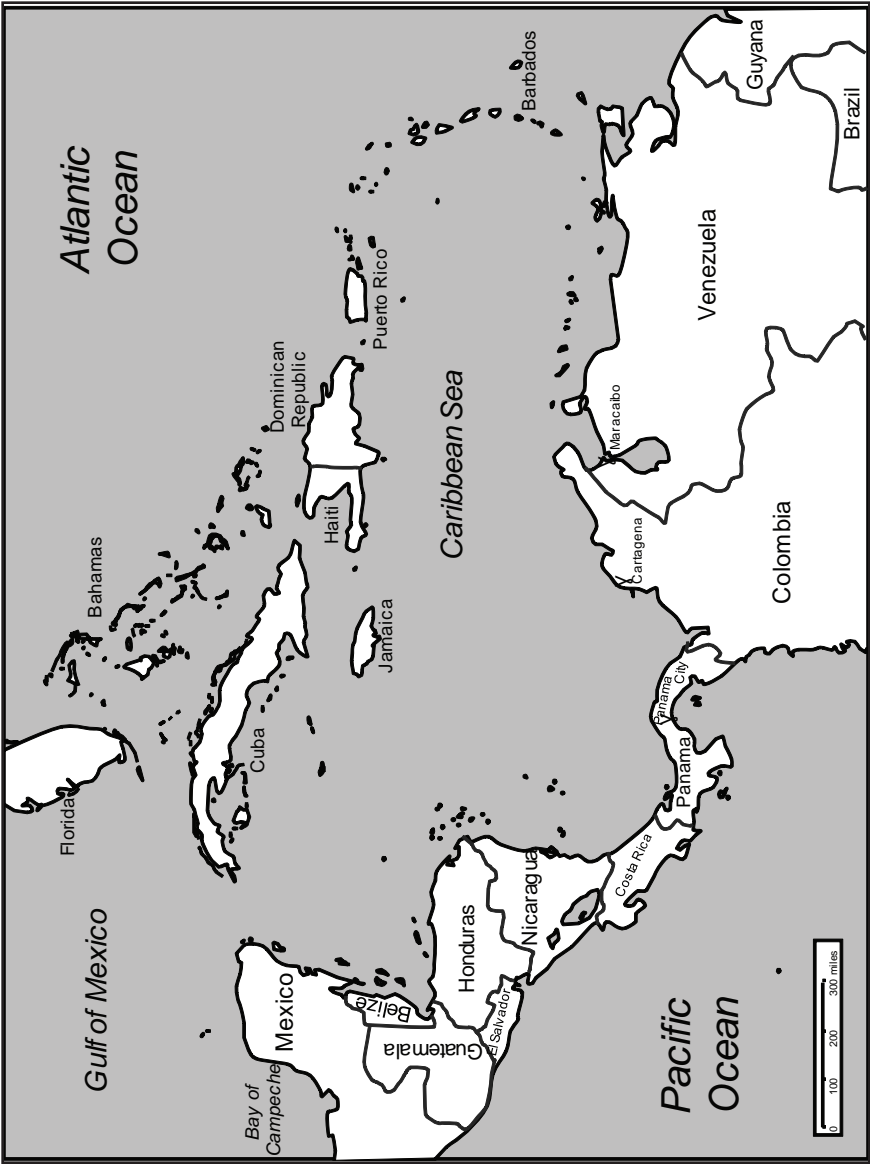 Gulf of Mexico
Florida
Bahamas
Atlantic
Ocean
Bay of
Campeche
Mexico
Cuba
Haiti
Dominican
Republic
Puerto Rico
Jamaica
Barbados
Belize
Guatemala
Honduras
El Salvador
Nicaragua
Caribbean Sea
Costa Rica
Panama
Panama
City
Cartagena
Maracaibo
Colombia
Venezuela
Guyana
Brazil
Pacific
Ocean
0 100 200 300 miles